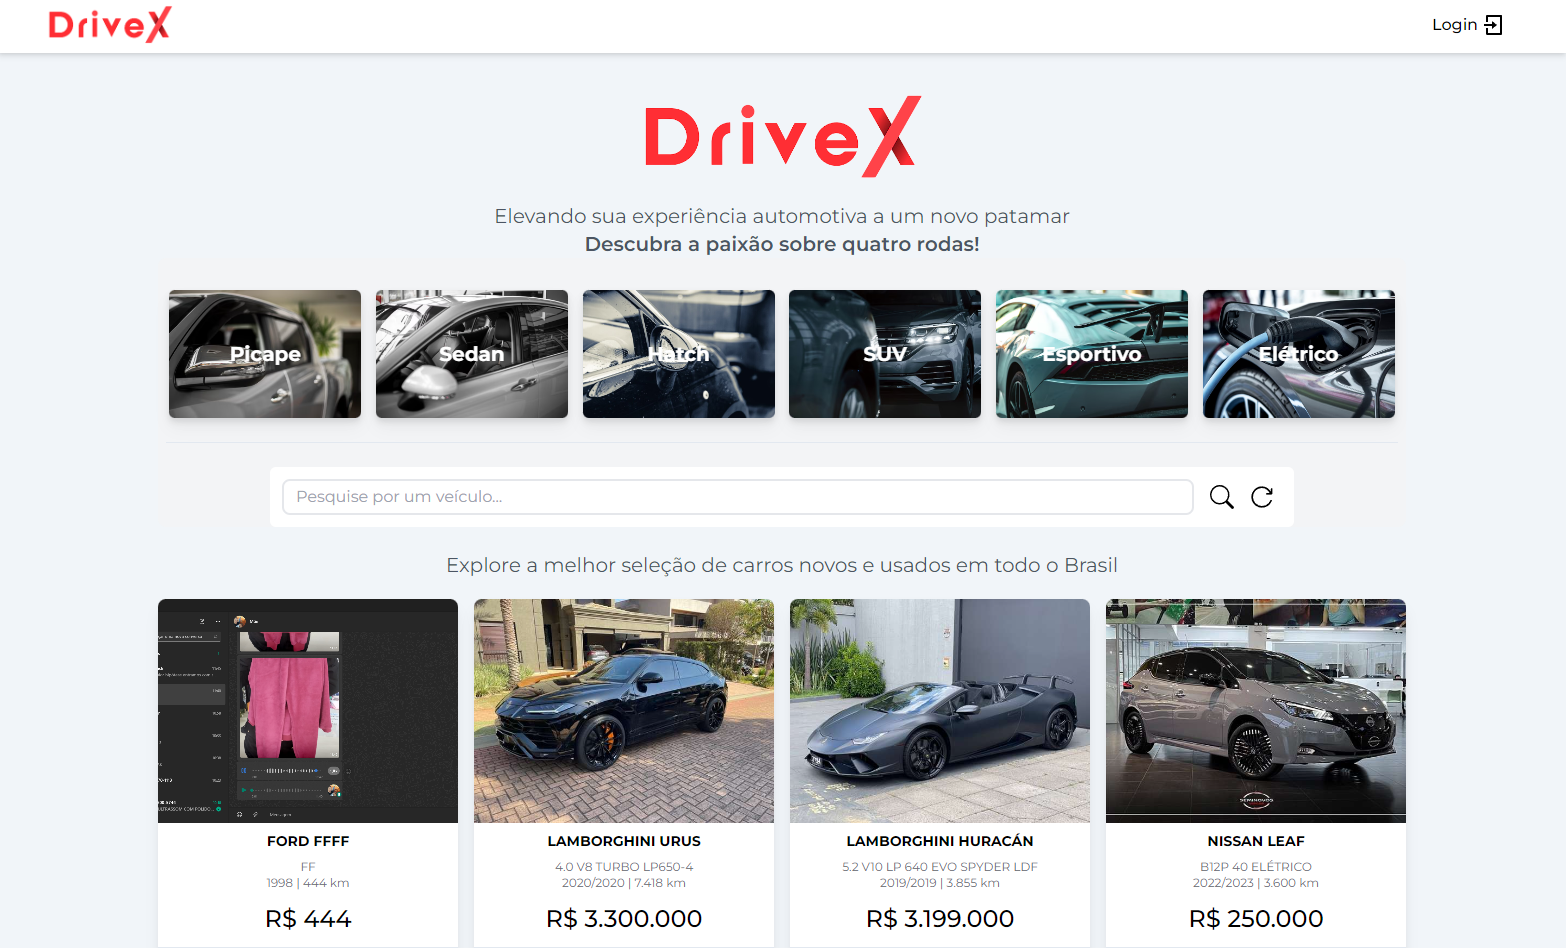 DriveX
Login
DriveX
Elevando sua experiência automotiva a um novo patamar
Descubra a paixão sobre quatro rodas!
Picape
Sedan
Hatch
SUV
Esportivo
Elétrico
Pesquise por um veículo...
Explore a melhor seleção de carros novos e usados em todo o Brasil
SEMINOVOS
FORD FFFF
FF
1998 | 444 km
R$ 444
LAMBORGHINI URUS
4.0 V8 TURBO LP650-4
2020/2020 | 7.418 km
R$ 3.300.000
LAMBORGHINI HURACÁN
5.2 V10 LP 640 EVO SPYDER LDF
2019/2019 | 3.855 km
R$ 3.199.000
NISSAN LEAF
B12P 40 ELÉTRICO
2022/2023 | 3.600 km
R$ 250.000